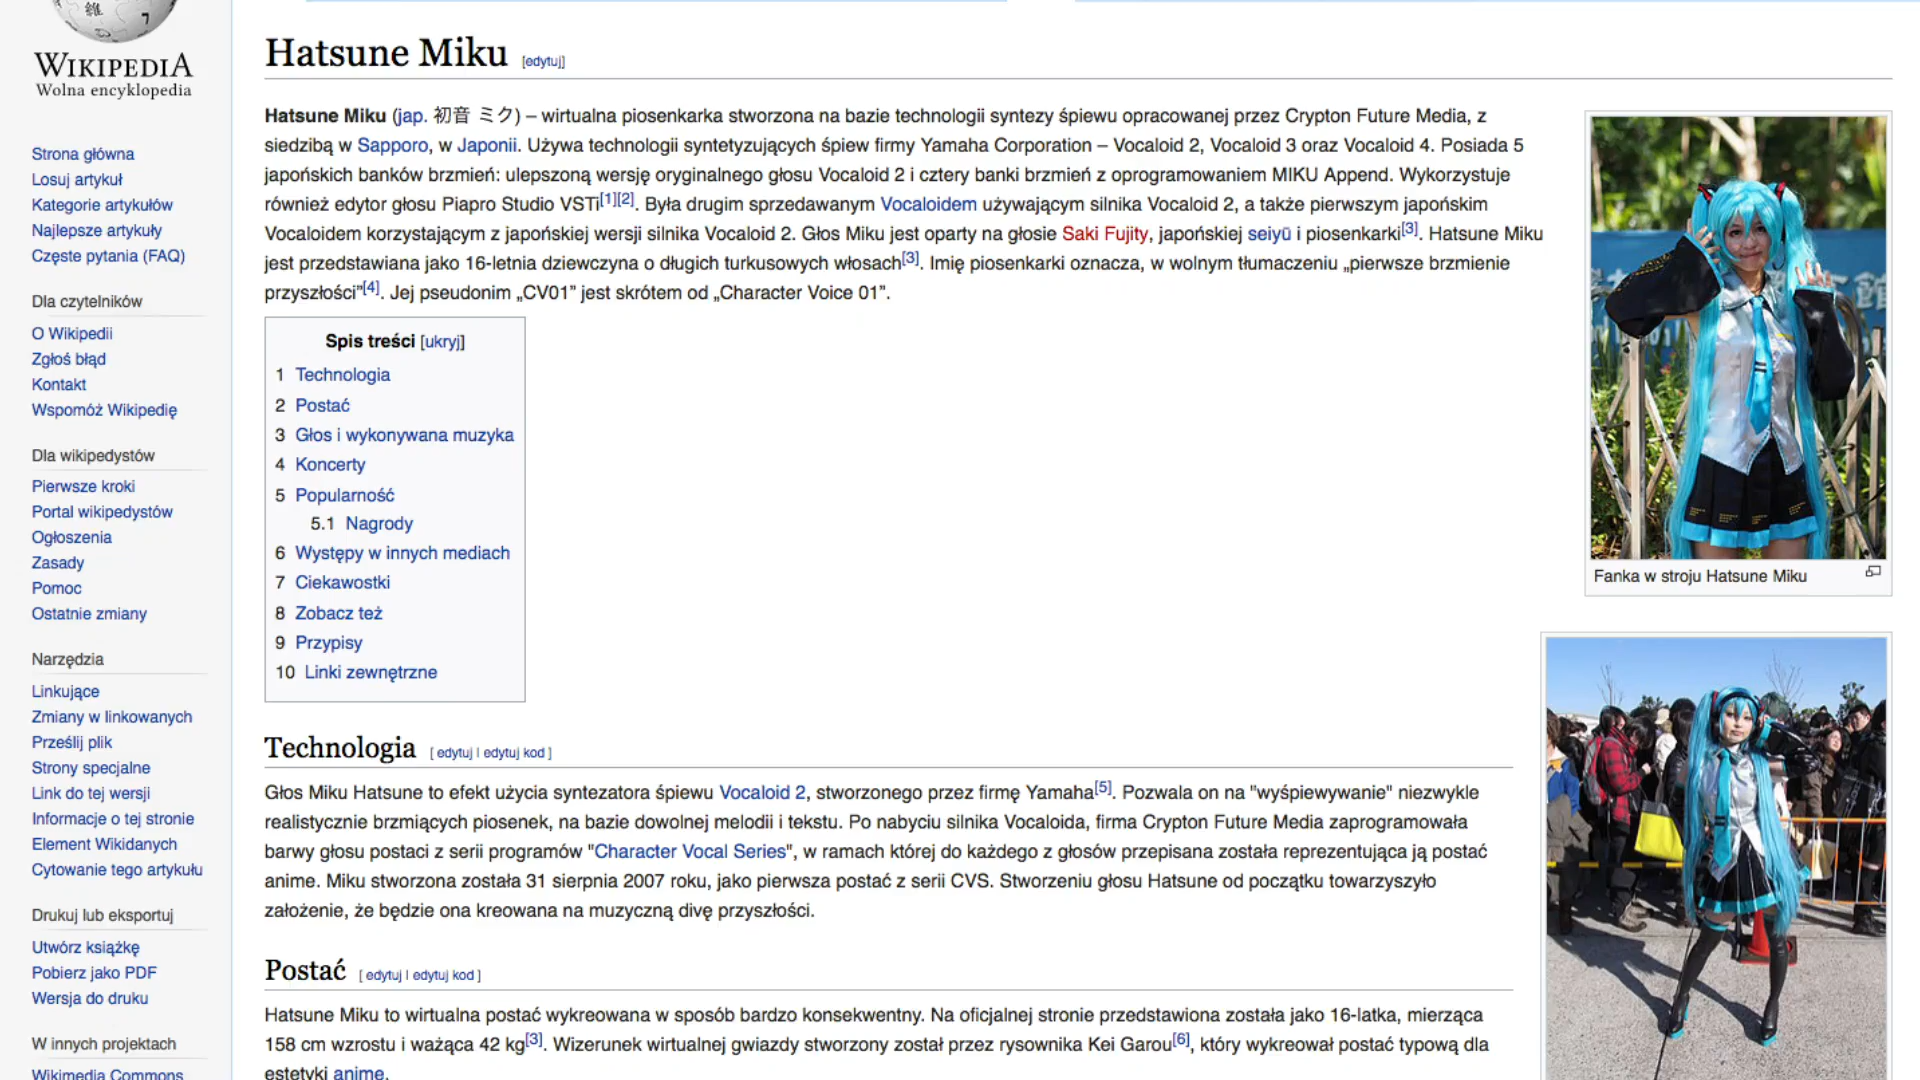 WIKIPEDIA
Wolna encyklopedia
Strona główna
Losuj artykuł
Kategorie artykułów
Najlepsze artykuły
Częste pytania (FAQ)
Dla czytelników
O Wikipedii
Zgłoś błąd
Kontakt
Wspomóż Wikipedię
Dla wikipedystów
Pierwsze kroki
Portal wikipedystów
Ogłoszenia
Zasady
Pomoc
Ostatnie zmiany
Narzędzia
Linkujące
Zmiany w linkowanych
Prześlij plik
Strony specjalne
Link do tej wersji
Informacje o tej stronie
Element Wikidanych
Cytowanie tego artykułu
Drukuj lub eksportuj
Utwórz książkę
Pobierz jako PDF
Wersja do druku
W innych projektach
Wikimedia Commons
Hatsune Miku [edytuj]
Hatsune Miku (jap. 初音 ミク) – wirtualna piosenkarka stworzona na bazie technologii syntezy śpiewu opracowanej przez Crypton Future Media, z
siedzibą w Sapporo, w Japonii. Używa technologii syntetyzujących śpiew firmy Yamaha Corporation – Vocaloid 2, Vocaloid 3 oraz Vocaloid 4. Posiada 5
japońskich banków brzmień: ulepszoną wersję oryginalnego głosu Vocaloid 2 i cztery banki brzmień z oprogramowaniem MIKU Append. Wykorzystuje
również edytor głosu Piapro Studio VSTi[1][2]. Była drugim sprzedawanym Vocaloidem używającym silnika Vocaloid 2, a także pierwszym japońskim
Vocaloidem korzystającym z japońskiej wersji silnika Vocaloid 2. Głos Miku jest oparty na głosie Saki Fujity, japońskiej seiyū i piosenkarki[3]. Hatsune Miku
jest przedstawiana jako 16-letnia dziewczyna o długich turkusowych włosach[3]. Imię piosenkarki oznacza, w wolnym tłumaczeniu „pierwsze brzmienie
przyszłości”[4]. Jej pseudonim „CV01” jest skrótem od „Character Voice 01”.
Spis treści [ukryj]
1 Technologia
2 Postać
3 Głos i wykonywana muzyka
4 Koncerty
5 Popularność
5.1 Nagrody
6 Występy w innych mediach
7 Ciekawostki
8 Zobacz też
9 Przypisy
10 Linki zewnętrzne
Fanka w stroju Hatsune Miku
Technologia [ edytuj | edytuj kod ]
Głos Miku Hatsune to efekt użycia syntezatora śpiewu Vocaloid 2, stworzonego przez firmę Yamaha[5]. Pozwala on na "wyśpiewywanie" niezwykle
realistycznie brzmiących piosenek, na bazie dowolnej melodii i tekstu. Po nabyciu silnika Vocaloida, firma Crypton Future Media zaprogramowała
barwy głosu postaci z serii programów "Character Vocal Series", w ramach której do każdego z głosów przepisana została reprezentująca ją postać
anime. Miku stworzona została 31 sierpnia 2007 roku, jako pierwsza postać z serii CVS. Stworzeniu głosu Hatsune od początku towarzyszyło
założenie, że będzie ona kreowana na muzyczną divę przyszłości.
Postać [ edytuj | edytuj kod ]
Hatsune Miku to wirtualna postać wykreowana w sposób bardzo konsekwentny. Na oficjalnej stronie przedstawiona została jako 16-latka, mierząca
158 cm wzrostu i ważąca 42 kg[3]. Wizerunek wirtualnej gwiazdy stworzony został przez rysownika Kei Garou[6], który wykreował postać typową dla
estetyki anime.